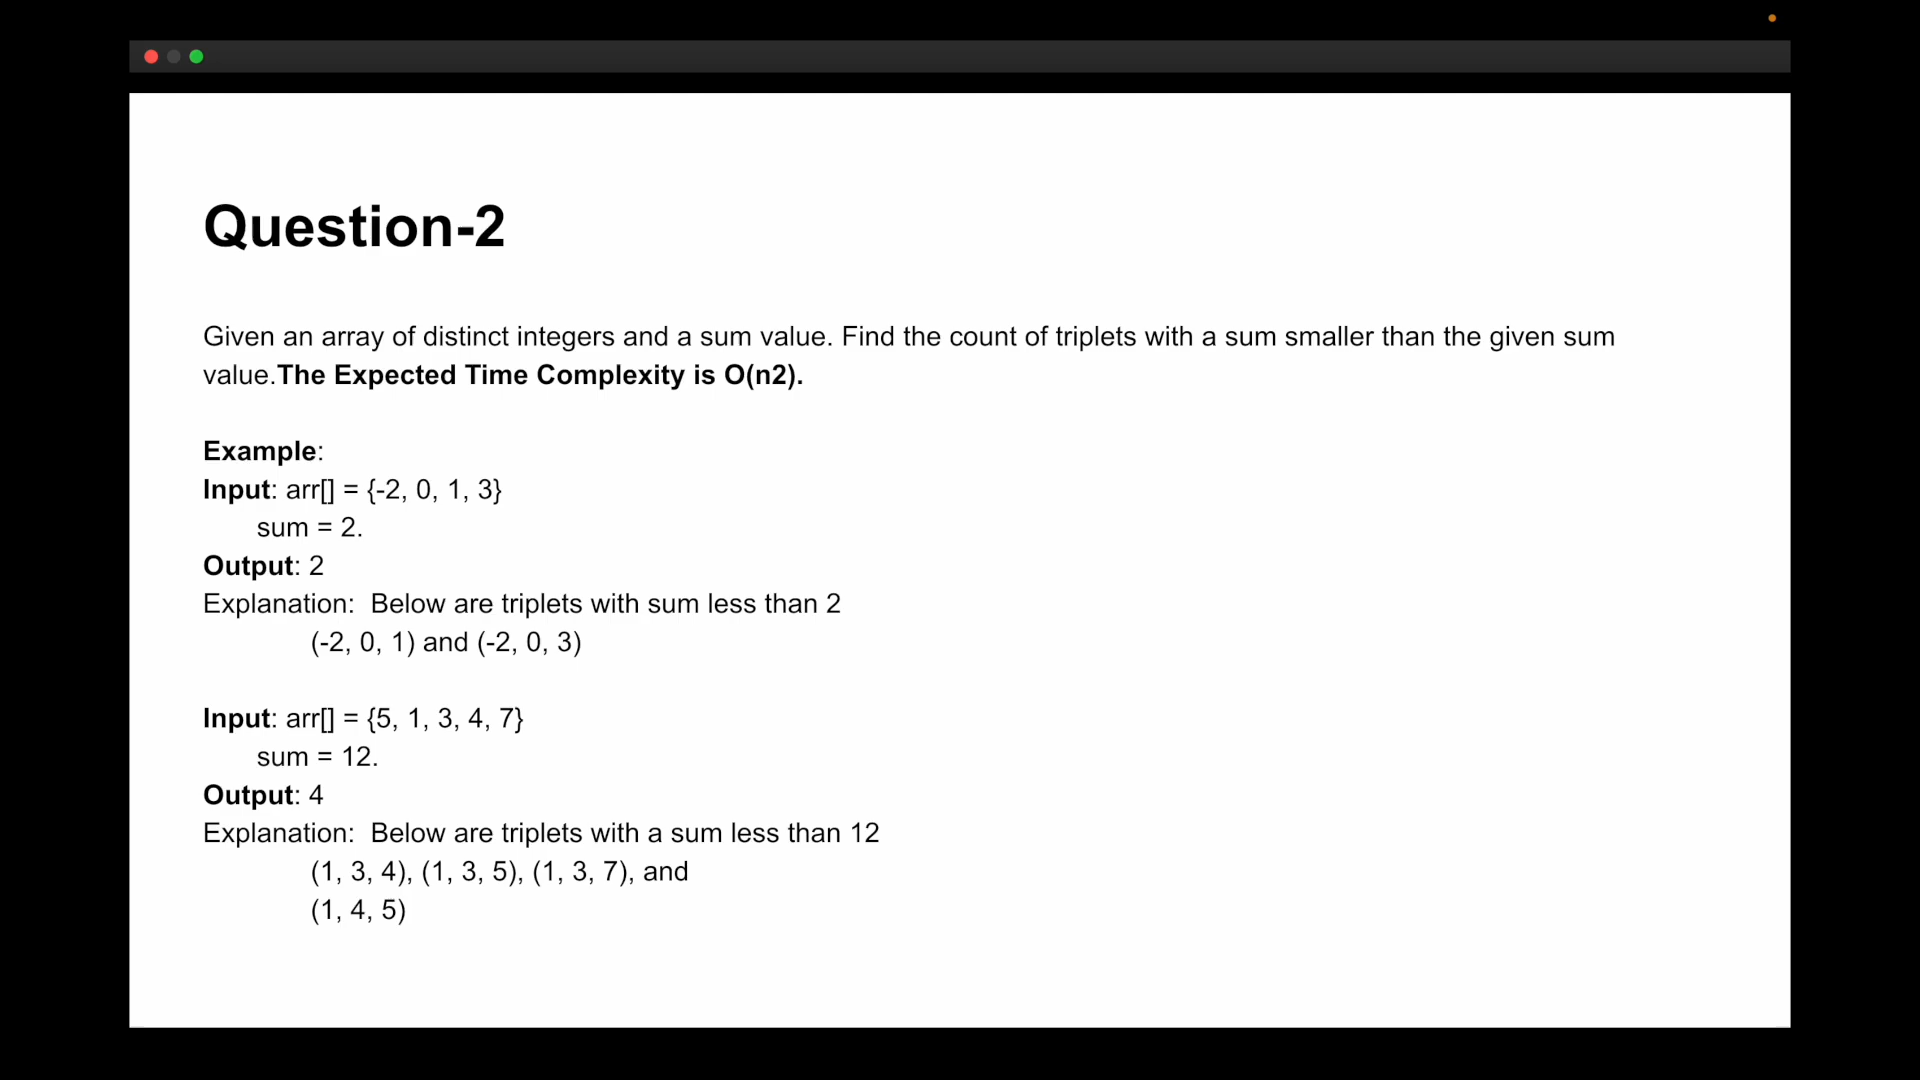 Question-2
Given an array of distinct integers and a sum value. Find the count of triplets with a sum smaller than the given sum
value.The Expected Time Complexity is O(n2).
Example:
Input: arr[] = {-2, 0, 1, 3}
sum = 2.
Output: 2
Explanation:  Below are triplets with sum less than 2
(-2, 0, 1) and (-2, 0, 3)
Input: arr[] = {5, 1, 3, 4, 7}
sum = 12.
Output: 4
Explanation:  Below are triplets with a sum less than 12
(1, 3, 4), (1, 3, 5), (1, 3, 7), and
(1, 4, 5)